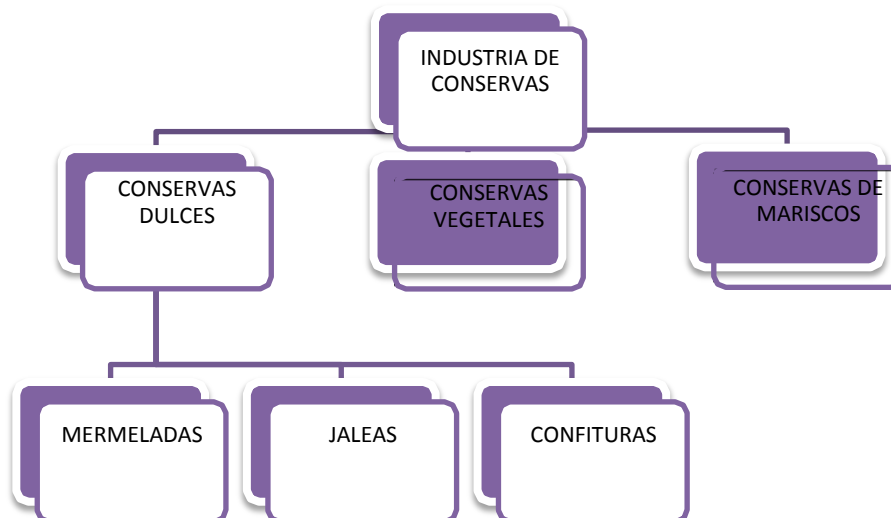 INDUSTRIA DE
CONSERVAS
CONSERVAS
DULCES
CONSERVAS
VEGETALES
CONSERVAS DE
MARISCOS
MERMELADAS
JALEAS
CONFITURAS